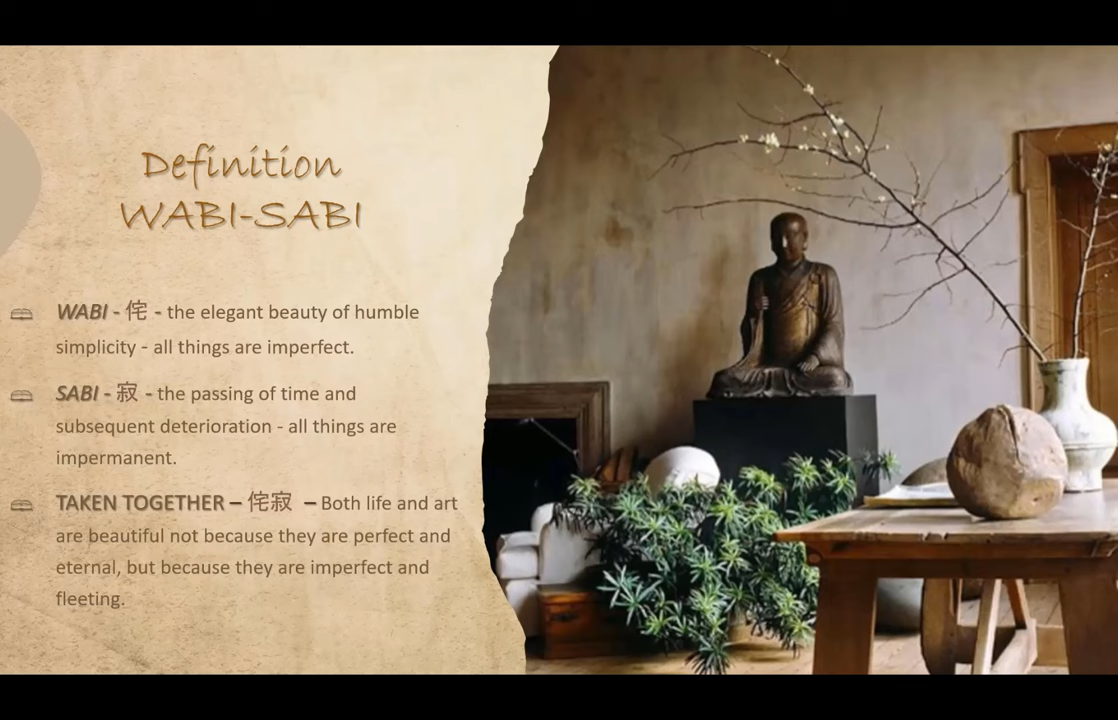 Definition
WABI-SABI
WABI - 侘 - the elegant beauty of humble
simplicity - all things are imperfect.
SABI - 寂 - the passing of time and
subsequent deterioration - all things are
impermanent.
TAKEN TOGETHER – 侘寂 – Both life and art
are beautiful not because they are perfect and
eternal, but because they are imperfect and
fleeting.